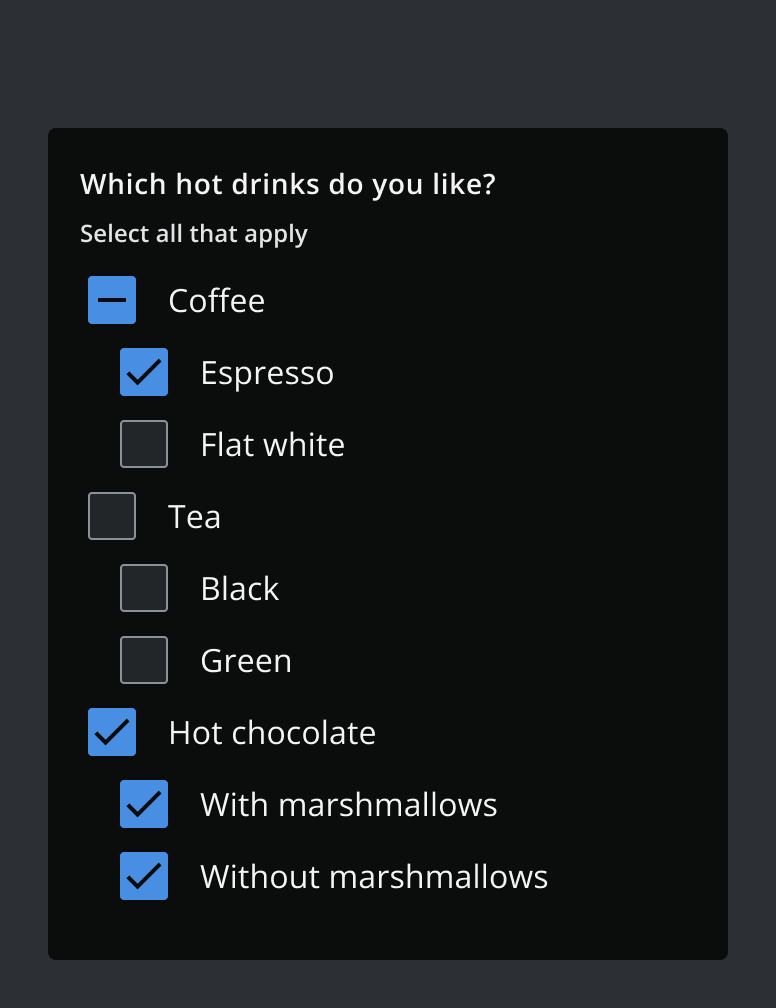 Which hot drinks do you like?
Select all that apply
Coffee
Espresso
Flat white
Tea
Black
Green
Hot chocolate
With marshmallows
Without marshmallows